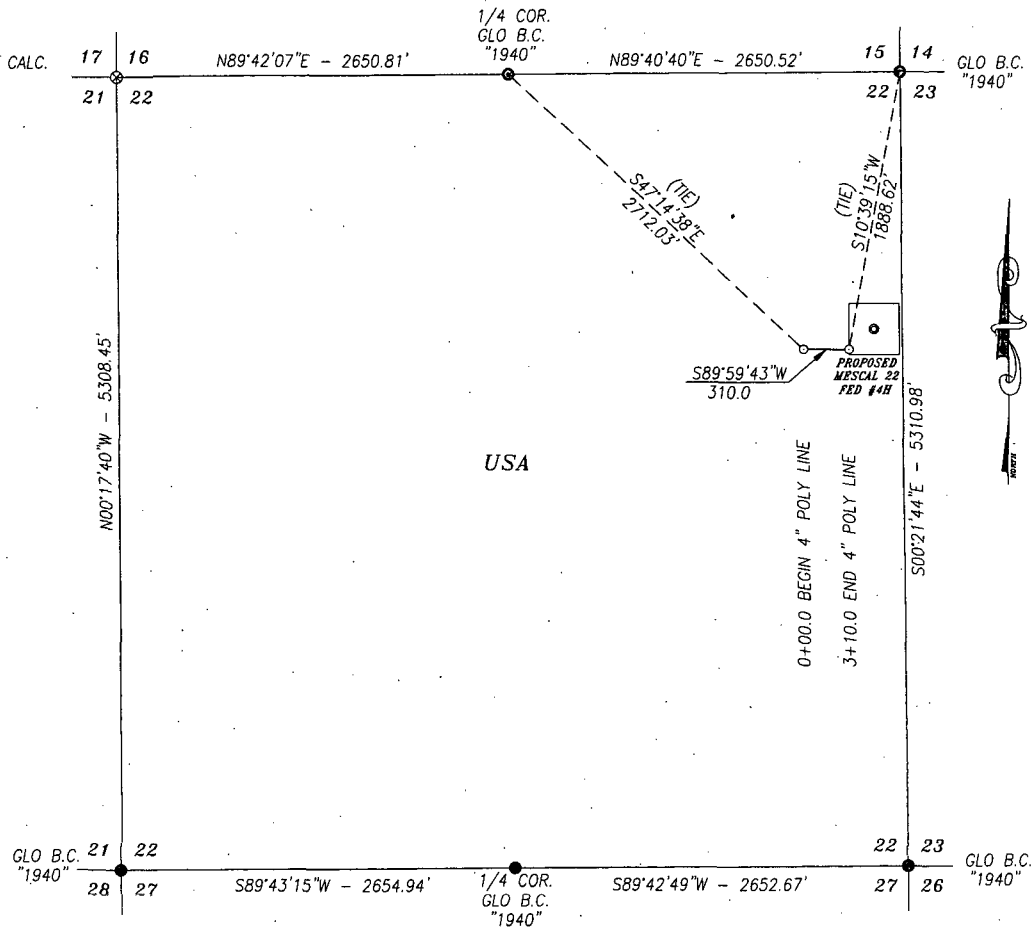 1/4 COR.
GLO B.C.
"1940"
CALC.
17 16
N89°42'07"E - 2650.81'
N89°40'40"E - 2650.52'
15 14
GLO B.C.
"1940"
21 22
22 23
(TIE)
S47°14'38"E
2712.03'
(TIE)
S10°39'15"W
1888.62'
N00°17'40"W - 5308.45'
S89°59'43"W
310.0
PROPOSED
MESCAL 22
FED #4H
S00°21'44"E - 5310.98'
USA
0+00.0 BEGIN 4" POLY LINE
3+10.0 END 4" POLY LINE
NORTH
GLO B.C.
"1940"
21 22
28 27
S89°43'15"W - 2654.94'
1/4 COR.
GLO B.C.
"1940"
S89°42'49"W - 2652.67'
22 23
27 26
GLO B.C.
"1940"